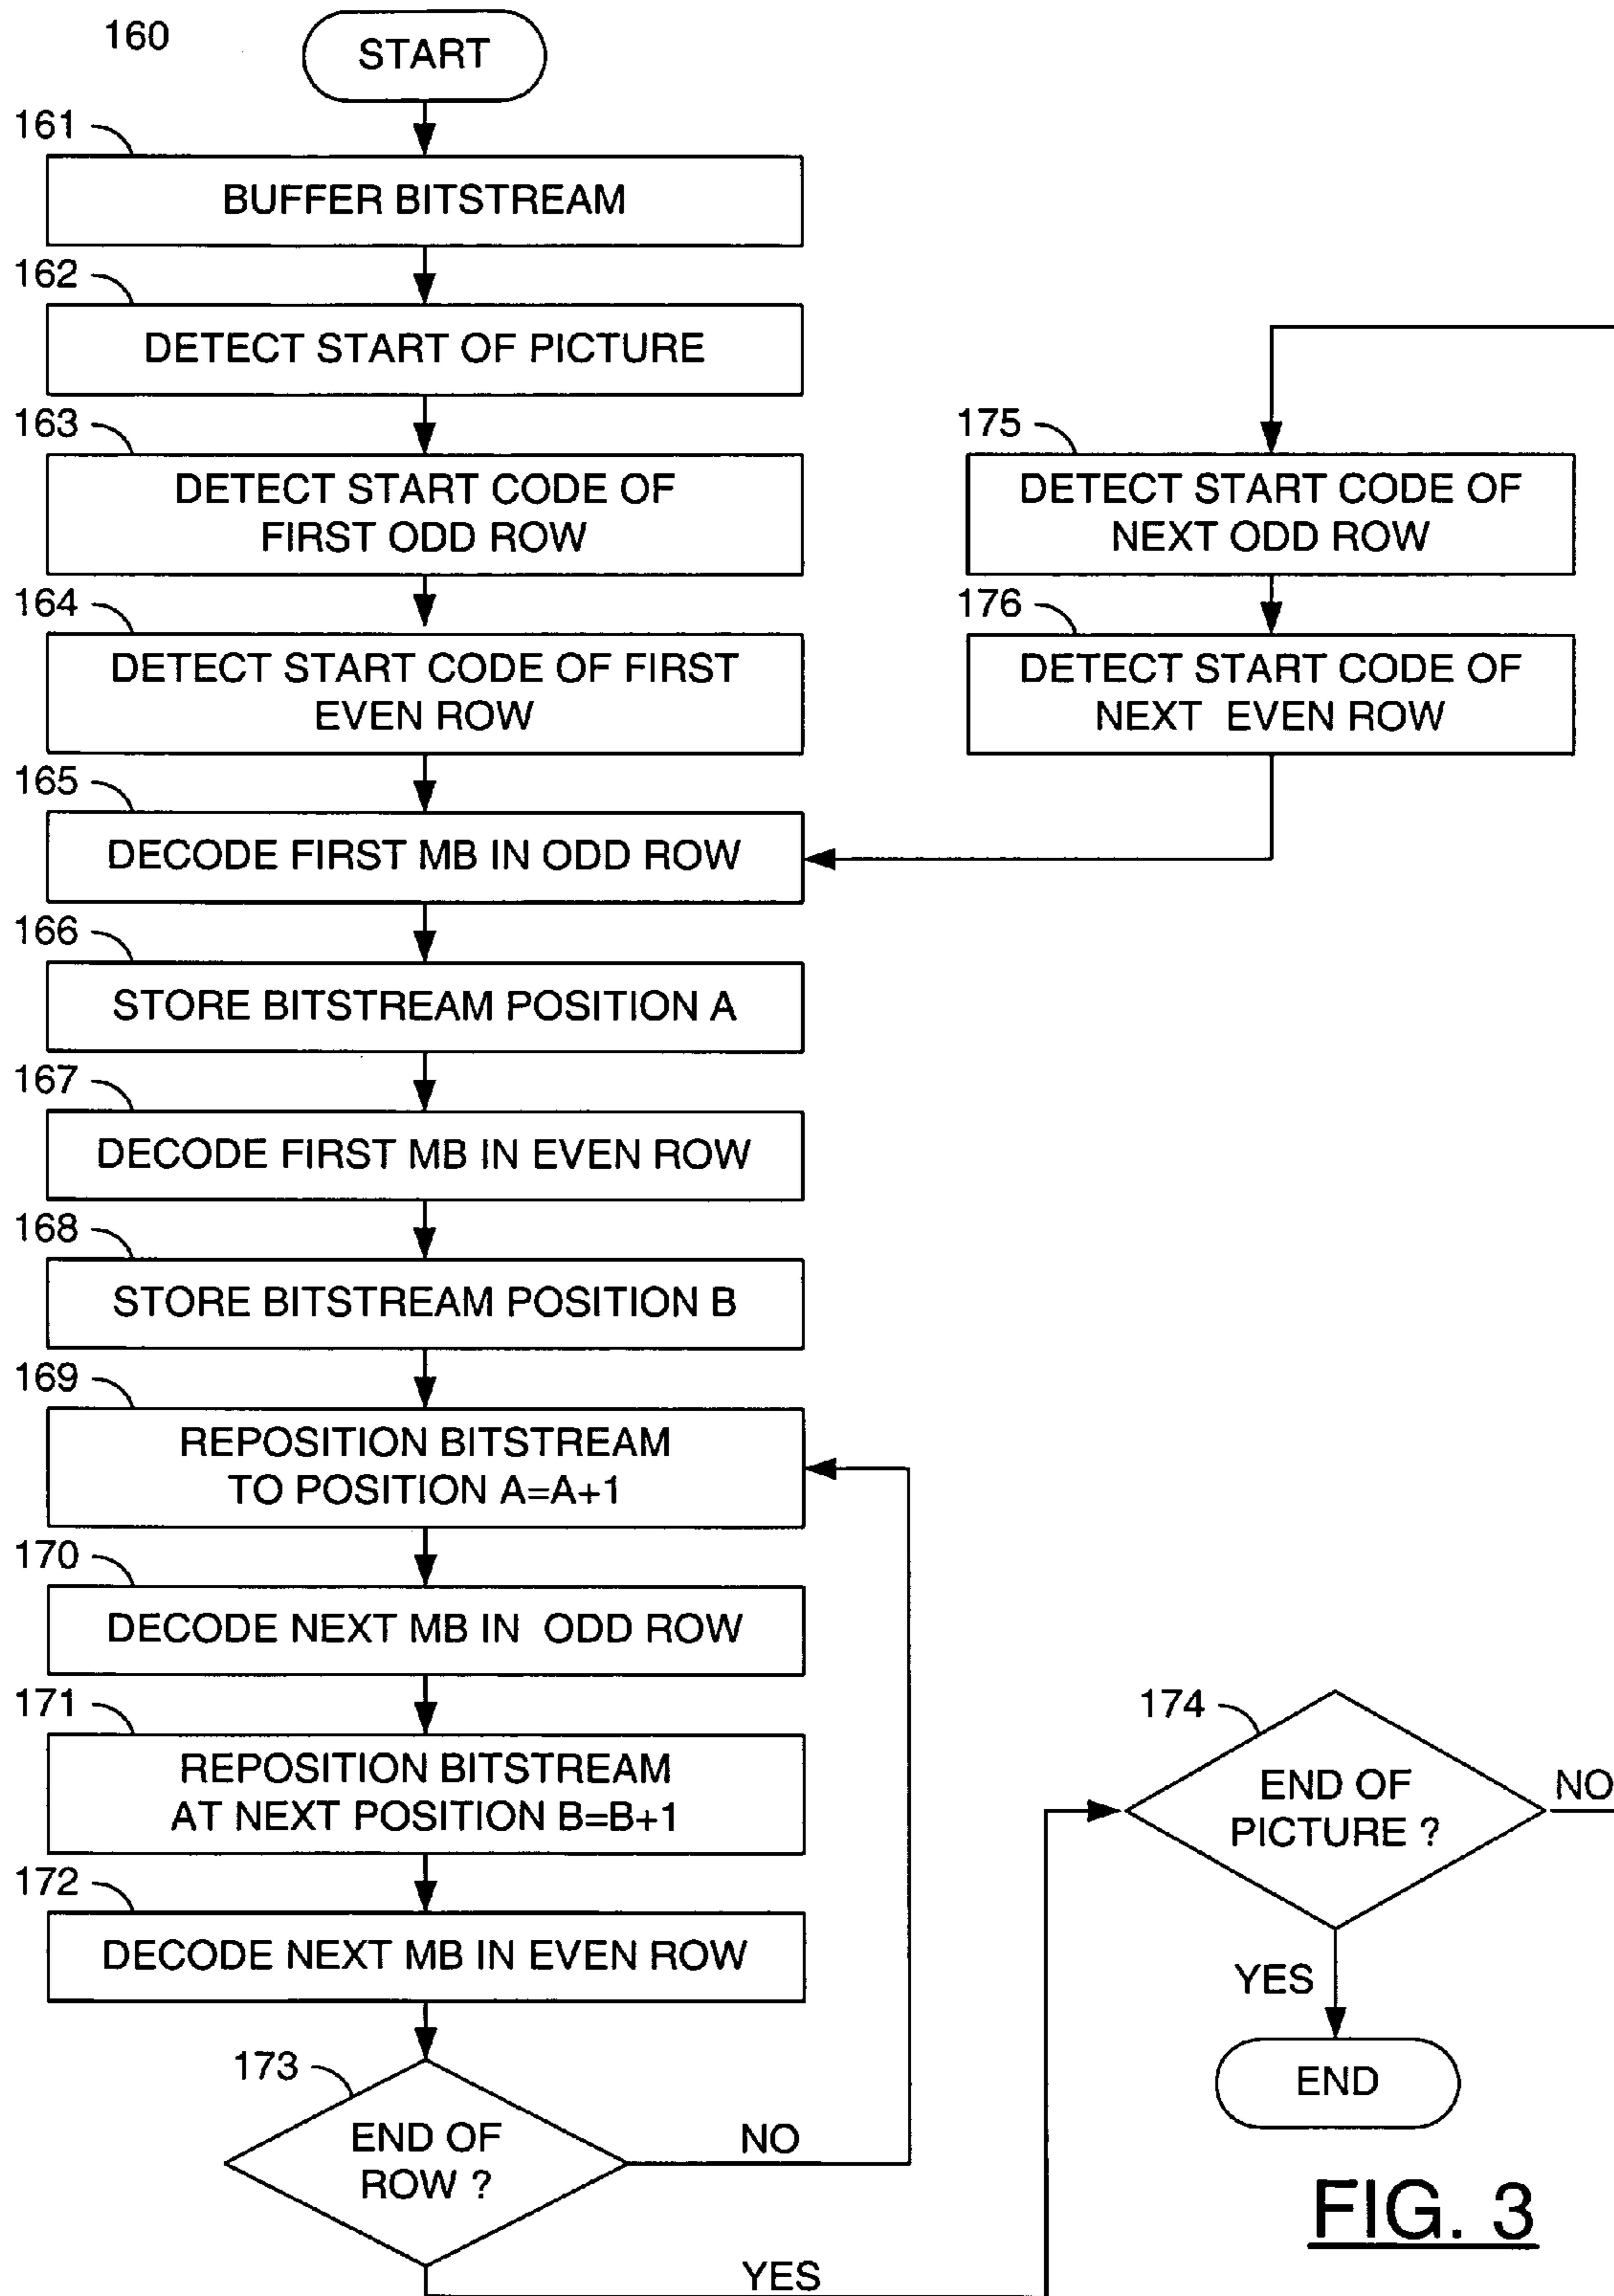 160
START
161
BUFFER BITSTREAM
162
DETECT START OF PICTURE
163
DETECT START CODE OF
FIRST ODD ROW
164
DETECT START CODE OF FIRST
EVEN ROW
165
DECODE FIRST MB IN ODD ROW
166
STORE BITSTREAM POSITION A
167
DECODE FIRST MB IN EVEN ROW
168
STORE BITSTREAM POSITION B
169
REPOSITION BITSTREAM
TO POSITION A=A+1
170
DECODE NEXT MB IN ODD ROW
171
REPOSITION BITSTREAM
AT NEXT POSITION B=B+1
172
DECODE NEXT MB IN EVEN ROW
173
END OF
ROW ?
NO
YES
174
END OF
PICTURE ?
NO
YES
END
175
DETECT START CODE OF
NEXT ODD ROW
176
DETECT START CODE OF
NEXT EVEN ROW
FIG. 3